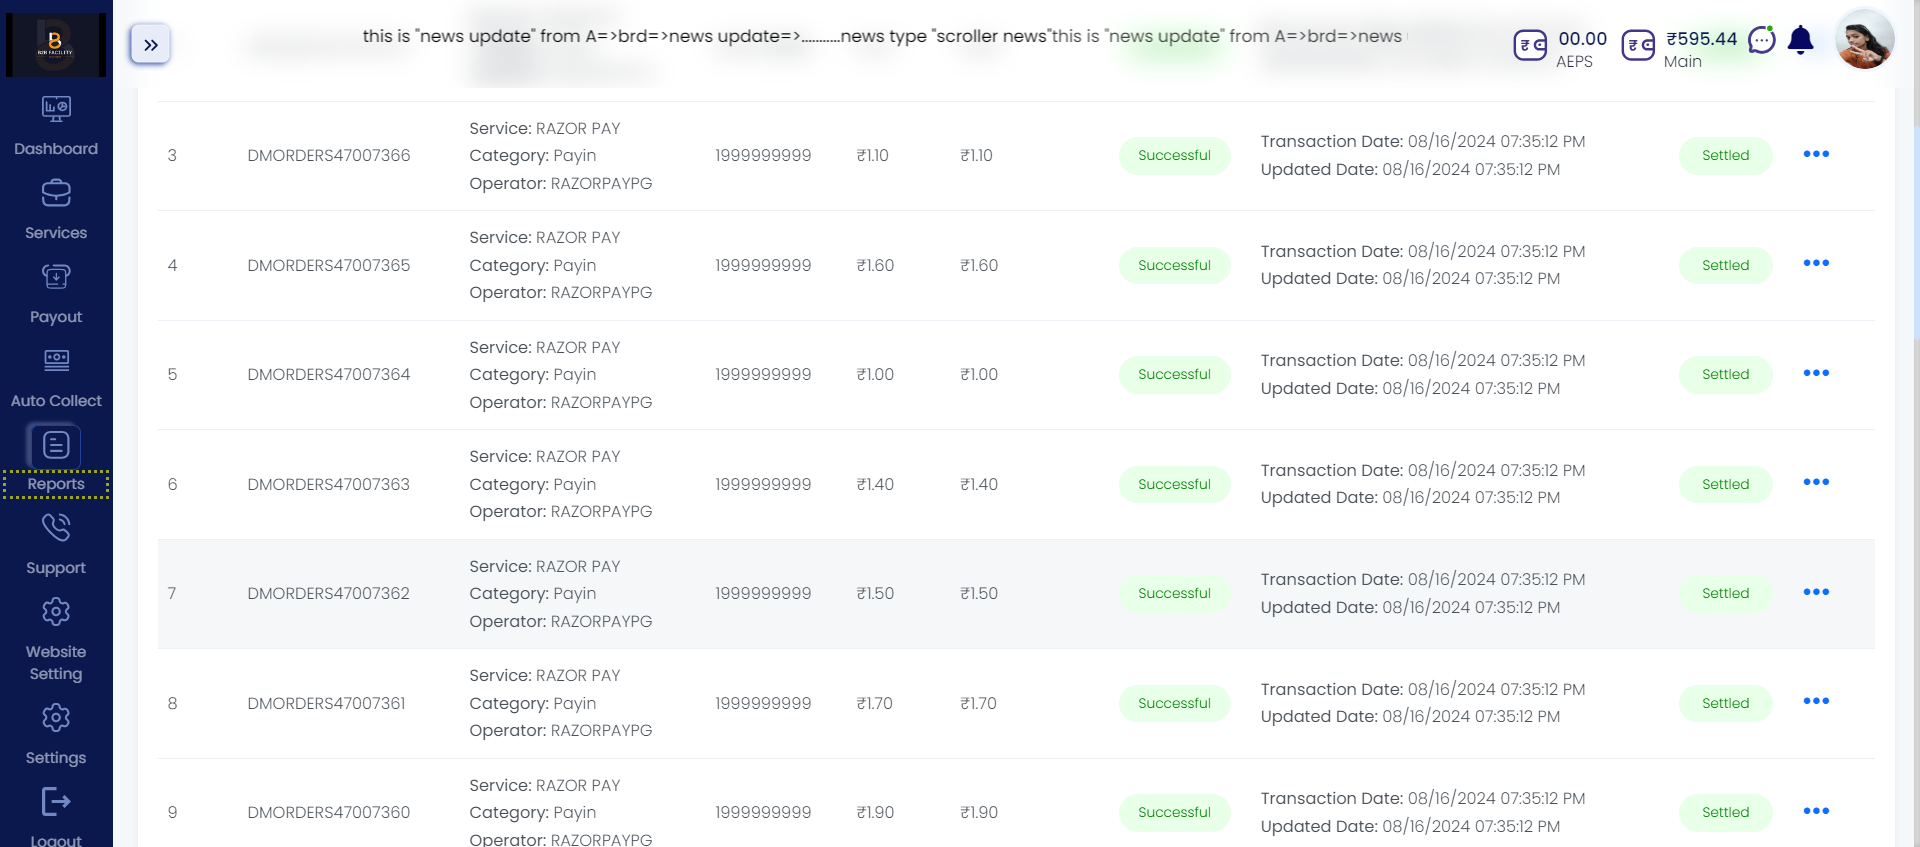 B2B FACILITY
this is "news update" from A=>brd=>news update=>...........news type "scroller news"this is "news update" from A=>brd=>news
00.00
AEPS
₹595.44
Main
Dashboard
Services
Payout
Auto Collect
Reports
Support
Website
Setting
Settings
Logout
3 DMORDERS47007366 Service: RAZOR PAY Category: Payin Operator: RAZORPAYPG 1999999999 ₹1.10 ₹1.10 Successful Transaction Date: 08/16/2024 07:35:12 PM Updated Date: 08/16/2024 07:35:12 PM Settled
4 DMORDERS47007365 Service: RAZOR PAY Category: Payin Operator: RAZORPAYPG 1999999999 ₹1.60 ₹1.60 Successful Transaction Date: 08/16/2024 07:35:12 PM Updated Date: 08/16/2024 07:35:12 PM Settled
5 DMORDERS47007364 Service: RAZOR PAY Category: Payin Operator: RAZORPAYPG 1999999999 ₹1.00 ₹1.00 Successful Transaction Date: 08/16/2024 07:35:12 PM Updated Date: 08/16/2024 07:35:12 PM Settled
6 DMORDERS47007363 Service: RAZOR PAY Category: Payin Operator: RAZORPAYPG 1999999999 ₹1.40 ₹1.40 Successful Transaction Date: 08/16/2024 07:35:12 PM Updated Date: 08/16/2024 07:35:12 PM Settled
7 DMORDERS47007362 Service: RAZOR PAY Category: Payin Operator: RAZORPAYPG 1999999999 ₹1.50 ₹1.50 Successful Transaction Date: 08/16/2024 07:35:12 PM Updated Date: 08/16/2024 07:35:12 PM Settled
8 DMORDERS47007361 Service: RAZOR PAY Category: Payin Operator: RAZORPAYPG 1999999999 ₹1.70 ₹1.70 Successful Transaction Date: 08/16/2024 07:35:12 PM Updated Date: 08/16/2024 07:35:12 PM Settled
9 DMORDERS47007360 Service: RAZOR PAY Category: Payin Operator: RAZORPAYPG 1999999999 ₹1.90 ₹1.90 Successful Transaction Date: 08/16/2024 07:35:12 PM Updated Date: 08/16/2024 07:35:12 PM Settled